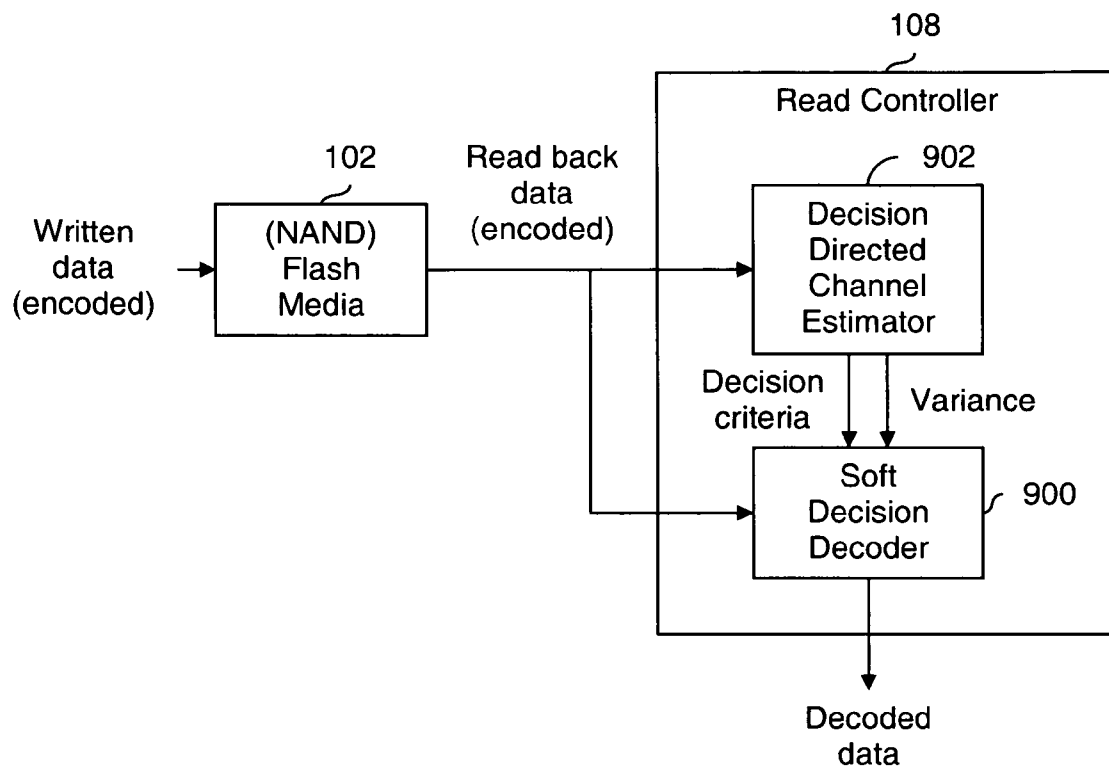 108
Read Controller
102
Read back
data
(encoded)
902
Written
data
(encoded)
(NAND)
Flash
Media
Decision
Directed
Channel
Estimator
Decision
criteria
Variance
Soft
Decision
Decoder
900
Decoded
data